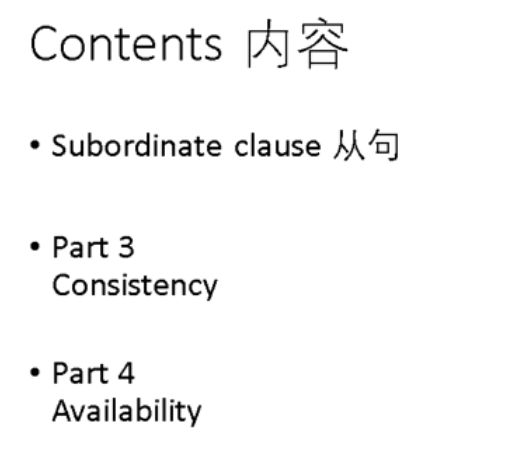 Contents 内容
• Subordinate clause 从句
• Part 3
Consistency
• Part 4
Availability